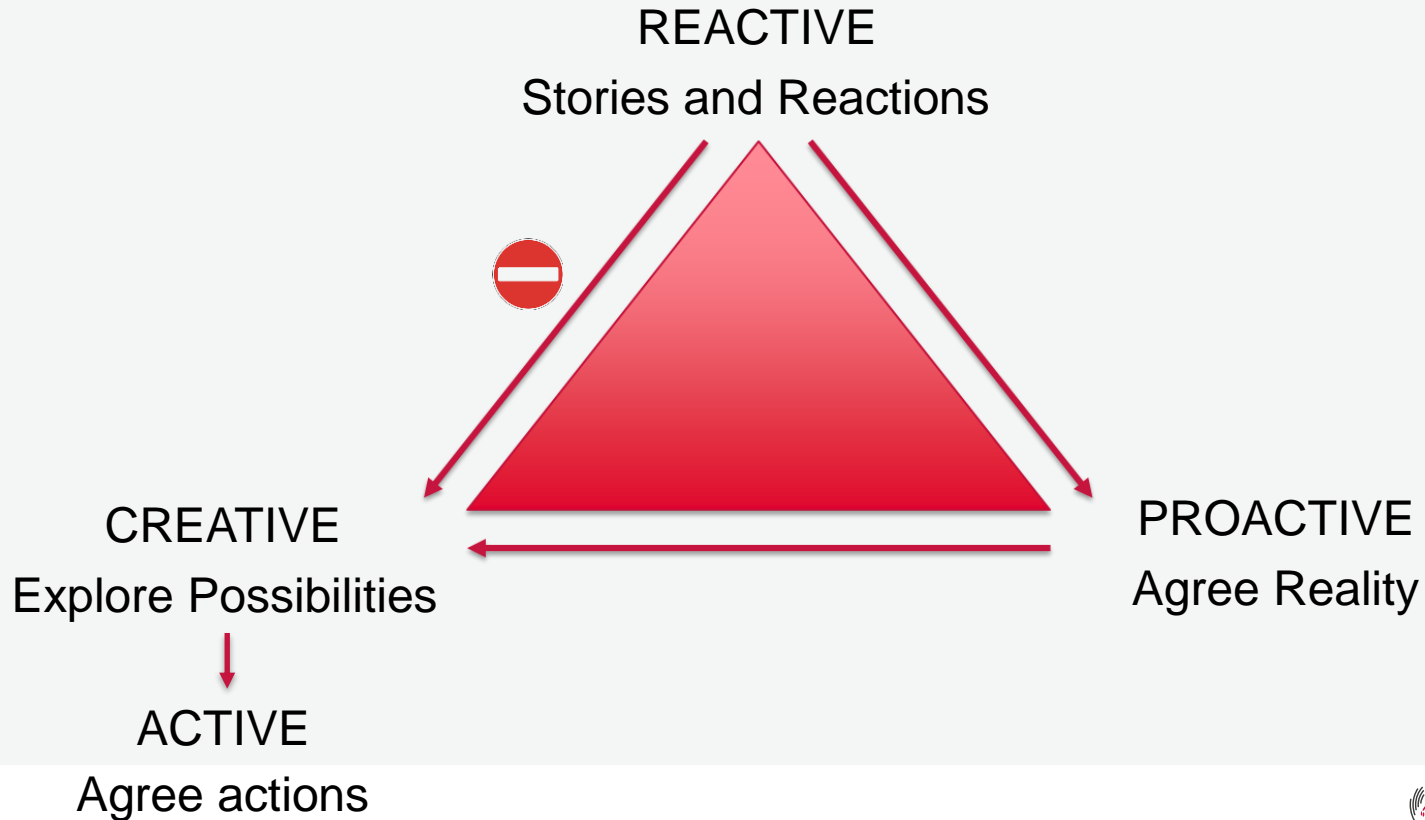 REACTIVE
Stories and Reactions
CREATIVE
Explore Possibilities
PROACTIVE
Agree Reality
ACTIVE
Agree actions